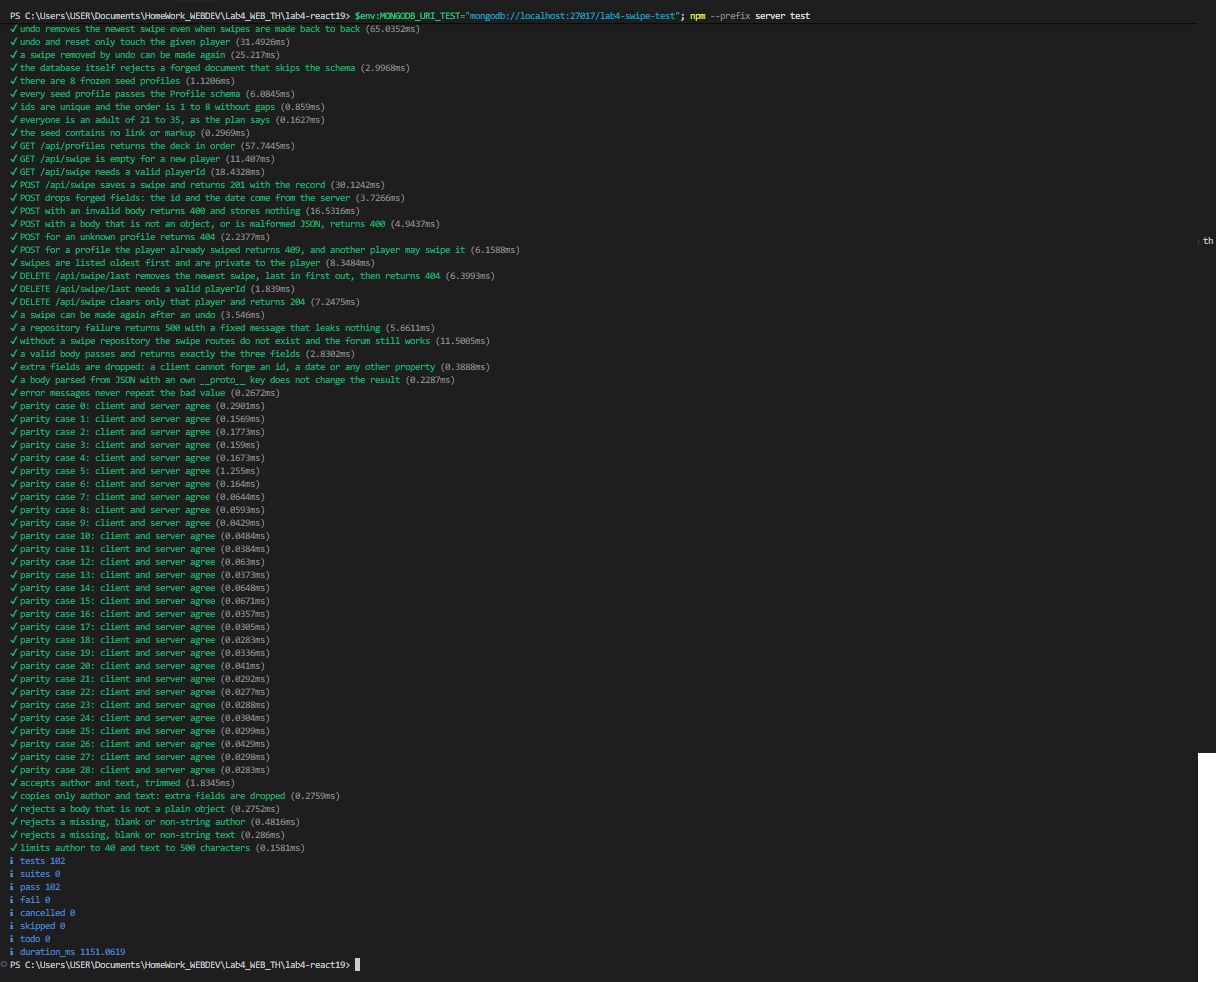 PS C:\Users\USER\Documents\HomeWork_WEBDEV\Lab4_WEB_TH\lab4-react19> $env:MONGODB_URI_TEST="mongodb://localhost:27017/lab4-swipe-test"; npm --prefix server test
✓ undo removes the newest swipe even when swipes are made back to back (65.0352ms)
✓ undo and reset only touch the given player (31.4926ms)
✓ a swipe removed by undo can be made again (25.217ms)
✓ the database itself rejects a forged document that skips the schema (2.9968ms)
✓ there are 8 frozen seed profiles (1.1206ms)
✓ every seed profile passes the Profile schema (6.0845ms)
✓ ids are unique and the order is 1 to 8 without gaps (0.859ms)
✓ everyone is an adult of 21 to 35, as the plan says (0.1627ms)
✓ the seed contains no link or markup (0.2969ms)
✓ GET /api/profiles returns the deck in order (57.7445ms)
✓ GET /api/swipe is empty for a new player (11.407ms)
✓ GET /api/swipe needs a valid playerId (18.4328ms)
✓ POST /api/swipe saves a swipe and returns 201 with the record (30.1242ms)
✓ POST drops forged fields: the id and the date come from the server (3.7266ms)
✓ POST with an invalid body returns 400 and stores nothing (16.5316ms)
✓ POST with a body that is not an object, or is malformed JSON, returns 400 (4.9437ms)
✓ POST for an unknown profile returns 404 (2.2377ms)
✓ POST for a profile the player already swiped returns 409, and another player may swipe it (6.1588ms)
th
✓ swipes are listed oldest first and are private to the player (8.3484ms)
✓ DELETE /api/swipe/last removes the newest swipe, last in first out, then returns 404 (6.3993ms)
✓ DELETE /api/swipe/last needs a valid playerId (1.839ms)
✓ DELETE /api/swipe clears only that player and returns 204 (7.2475ms)
✓ a swipe can be made again after an undo (3.546ms)
✓ a repository failure returns 500 with a fixed message that leaks nothing (5.6611ms)
✓ without a swipe repository the swipe routes do not exist and the forum still works (11.5005ms)
✓ a valid body passes and returns exactly the three fields (2.8302ms)
✓ extra fields are dropped: a client cannot forge an id, a date or any other property (0.3888ms)
✓ a body parsed from JSON with an own __proto__ key does not change the result (0.2287ms)
✓ error messages never repeat the bad value (0.2672ms)
✓ parity case 0: client and server agree (0.2901ms)
✓ parity case 1: client and server agree (0.1569ms)
✓ parity case 2: client and server agree (0.1773ms)
✓ parity case 3: client and server agree (0.159ms)
✓ parity case 4: client and server agree (0.1673ms)
✓ parity case 5: client and server agree (1.255ms)
✓ parity case 6: client and server agree (0.164ms)
✓ parity case 7: client and server agree (0.0644ms)
✓ parity case 8: client and server agree (0.0593ms)
✓ parity case 9: client and server agree (0.0429ms)
✓ parity case 10: client and server agree (0.0484ms)
✓ parity case 11: client and server agree (0.0384ms)
✓ parity case 12: client and server agree (0.063ms)
✓ parity case 13: client and server agree (0.0373ms)
✓ parity case 14: client and server agree (0.0648ms)
✓ parity case 15: client and server agree (0.0671ms)
✓ parity case 16: client and server agree (0.0357ms)
✓ parity case 17: client and server agree (0.0305ms)
✓ parity case 18: client and server agree (0.0283ms)
✓ parity case 19: client and server agree (0.0336ms)
✓ parity case 20: client and server agree (0.041ms)
✓ parity case 21: client and server agree (0.0292ms)
✓ parity case 22: client and server agree (0.0277ms)
✓ parity case 23: client and server agree (0.0288ms)
✓ parity case 24: client and server agree (0.0304ms)
✓ parity case 25: client and server agree (0.0299ms)
✓ parity case 26: client and server agree (0.0429ms)
✓ parity case 27: client and server agree (0.0298ms)
✓ parity case 28: client and server agree (0.0283ms)
✓ accepts author and text, trimmed (1.8345ms)
✓ copies only author and text: extra fields are dropped (0.2759ms)
✓ rejects a body that is not a plain object (0.2752ms)
✓ rejects a missing, blank or non-string author (0.4816ms)
✓ rejects a missing, blank or non-string text (0.286ms)
✓ limits author to 40 and text to 500 characters (0.1581ms)
ℹ tests 102
ℹ suites 0
ℹ pass 102
ℹ fail 0
ℹ cancelled 0
ℹ skipped 0
ℹ todo 0
ℹ duration_ms 1151.0619
PS C:\Users\USER\Documents\HomeWork_WEBDEV\Lab4_WEB_TH\lab4-react19>